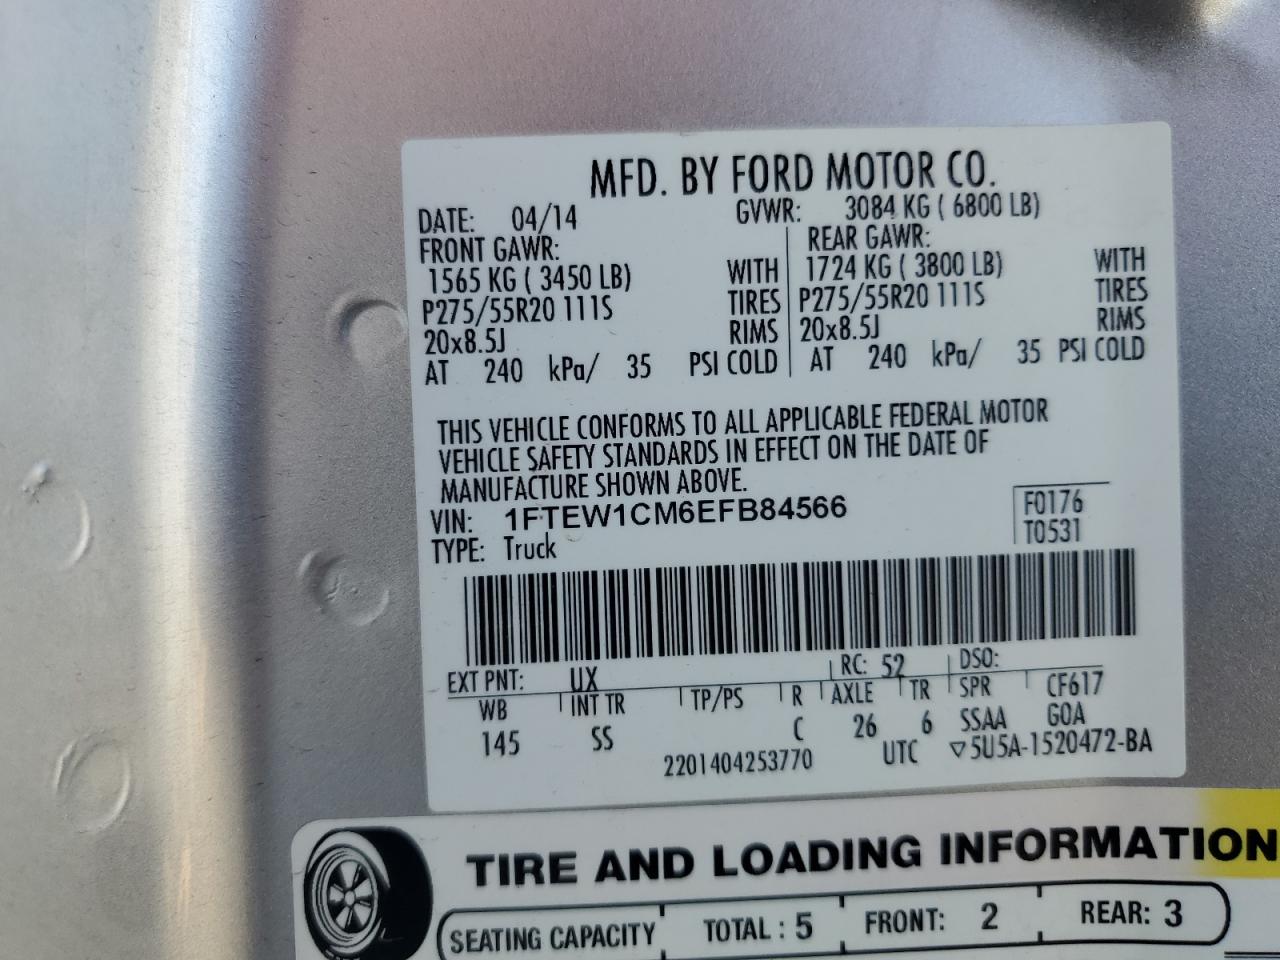 MFD. BY FORD MOTOR CO.
DATE: 04/14 GVWR: 3084 KG ( 6800 LB)
FRONT GAWR: REAR GAWR:
1565 KG ( 3450 LB) WITH 1724 KG ( 3800 LB) WITH
P275/55R20 111S TIRES P275/55R20 111S TIRES
20x8.5J RIMS 20x8.5J RIMS
AT 240 kPa/ 35 PSI COLD AT 240 kPa/ 35 PSI COLD
THIS VEHICLE CONFORMS TO ALL APPLICABLE FEDERAL MOTOR
VEHICLE SAFETY STANDARDS IN EFFECT ON THE DATE OF
MANUFACTURE SHOWN ABOVE.
VIN: 1FTEW1CM6EFB84566 F0176
TYPE: Truck T0531
EXT PNT: UX RC: 52 DSO:
WB INT TR TP/PS R AXLE TR SPR CF617
145 SS C 26 6 SSAA GOA
2201404253770 UTC ▽5U5A-1520472-BA
TIRE AND LOADING INFORMATION
SEATING CAPACITY TOTAL : 5 FRONT: 2 REAR: 3